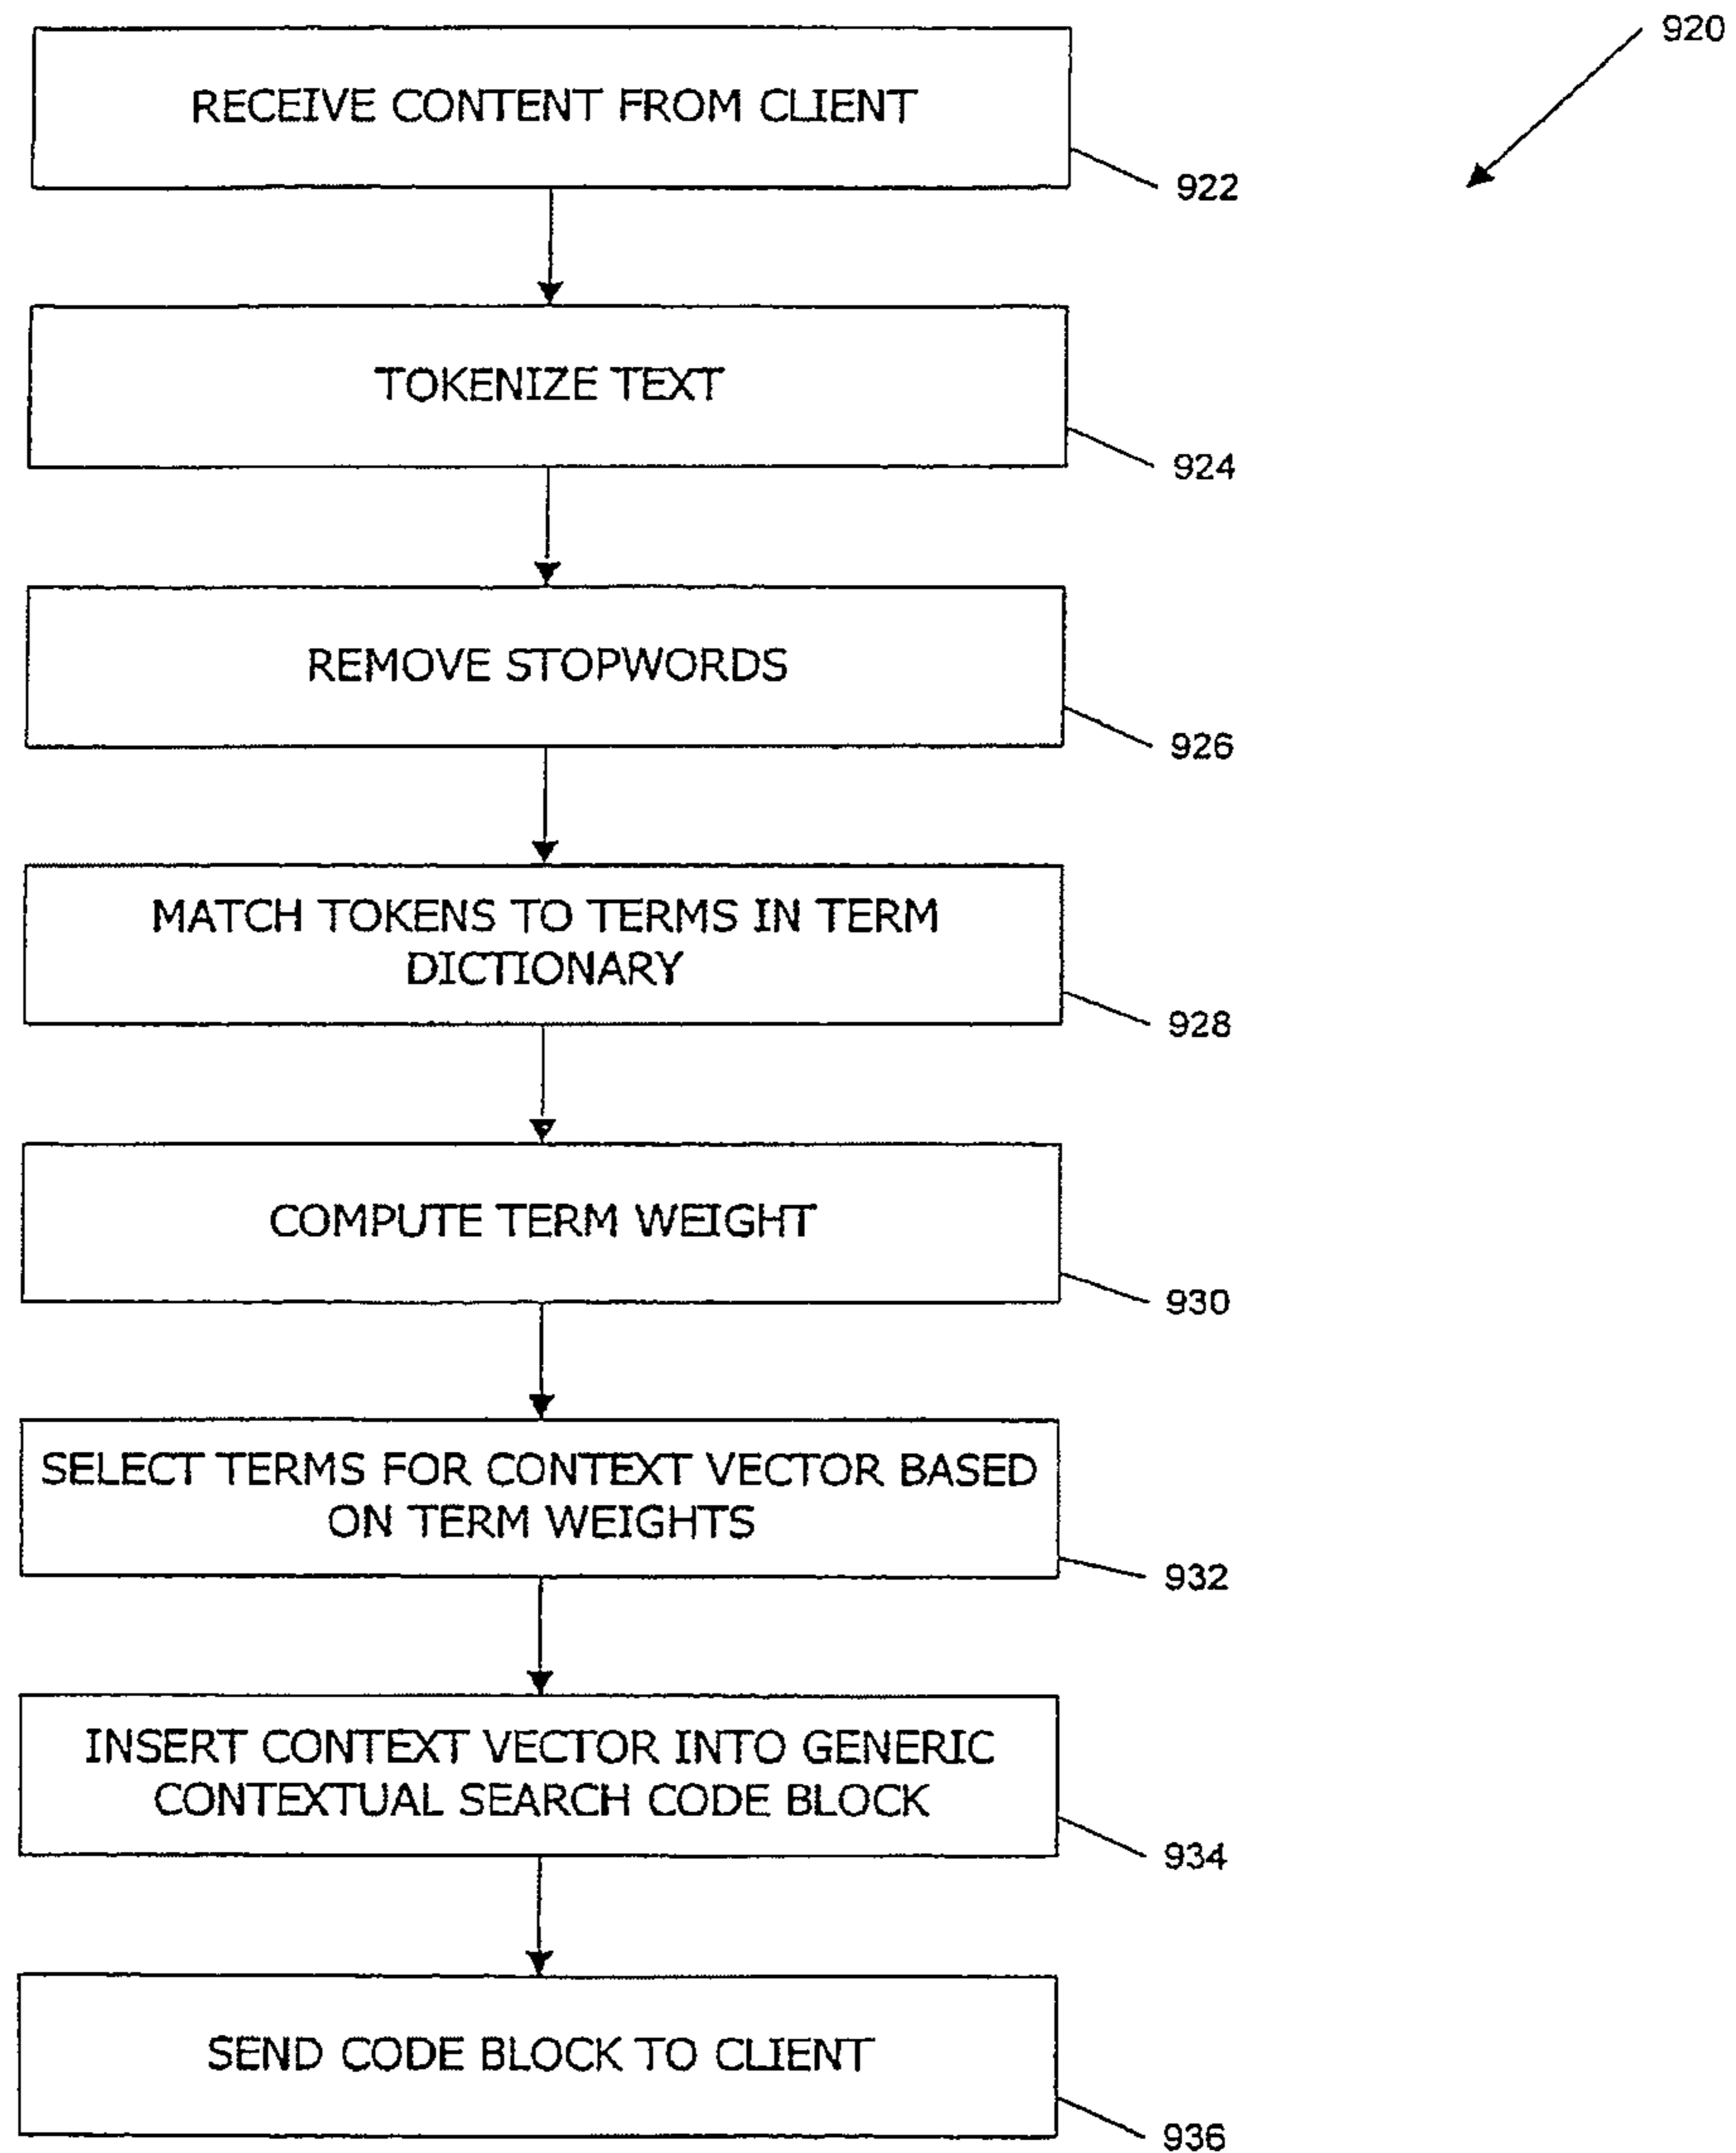 920
RECEIVE CONTENT FROM CLIENT
922
TOKENIZE TEXT
924
REMOVE STOPWORDS
926
MATCH TOKENS TO TERMS IN TERM
DICTIONARY
928
COMPUTE TERM WEIGHT
930
SELECT TERMS FOR CONTEXT VECTOR BASED
ON TERM WEIGHTS
932
INSERT CONTEXT VECTOR INTO GENERIC
CONTEXTUAL SEARCH CODE BLOCK
934
SEND CODE BLOCK TO CLIENT
936